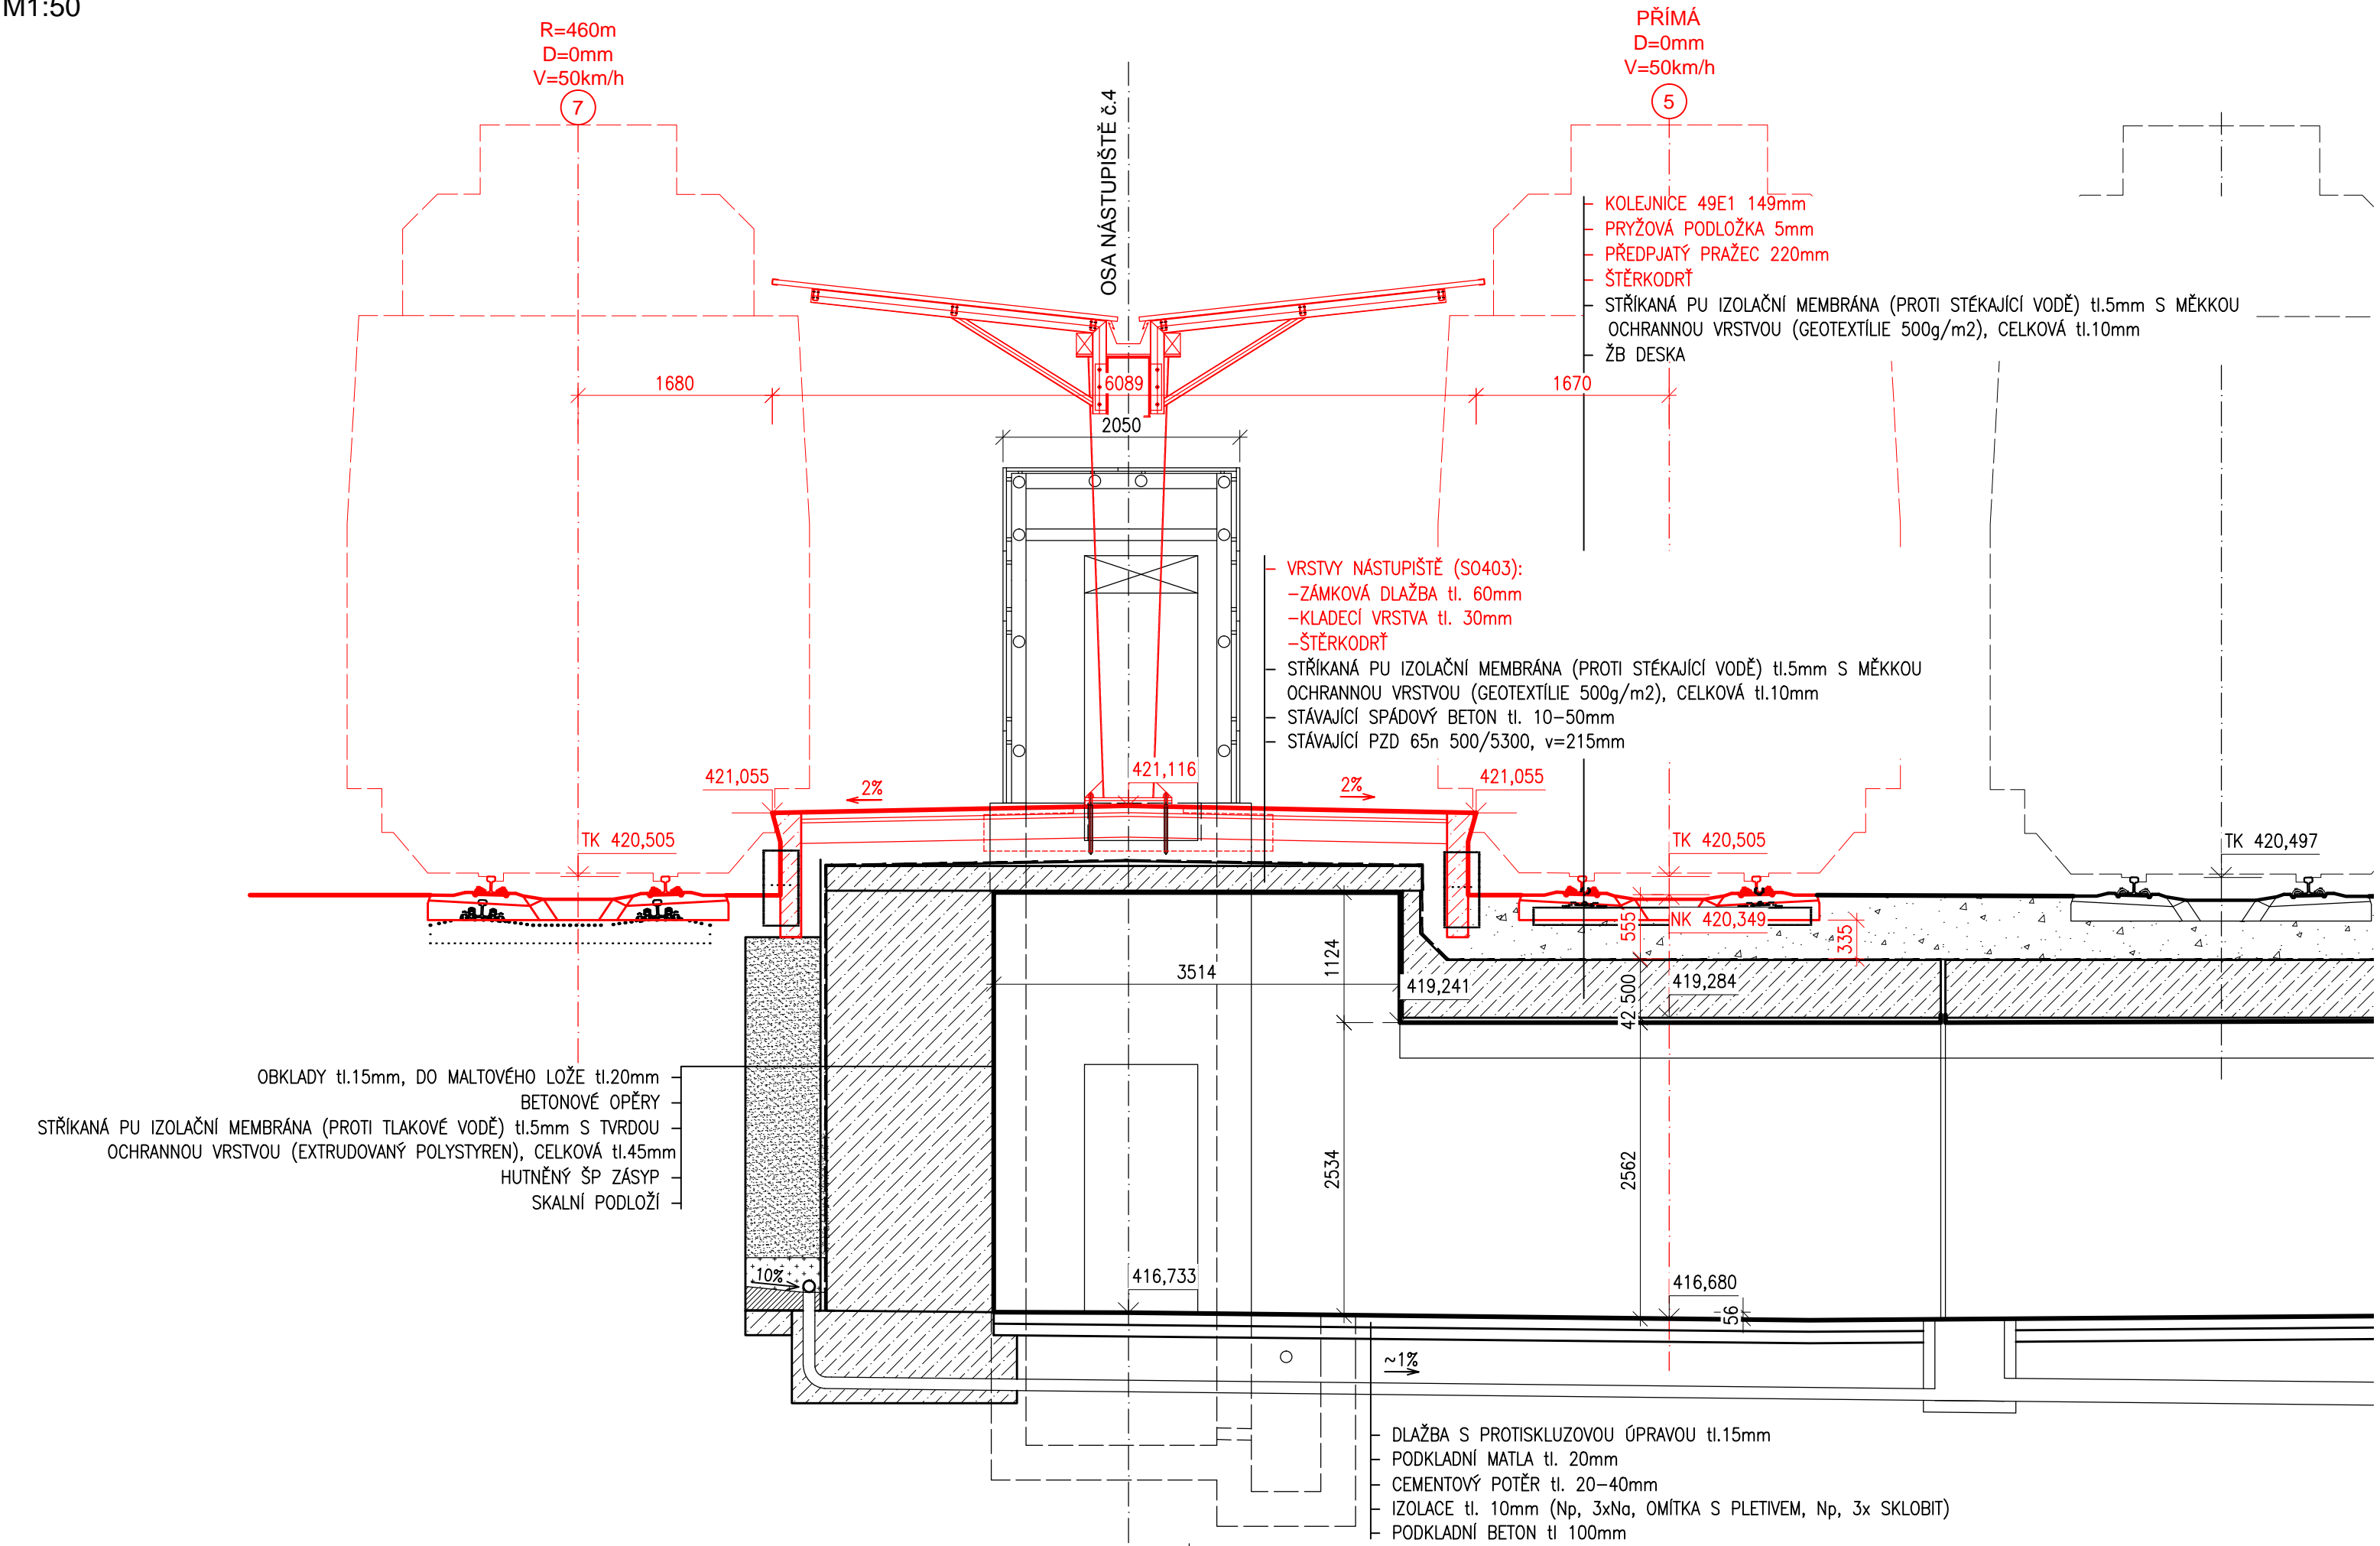 M1:50
R=460m
D=0mm
V=50km/h
7
OSA NÁSTUPIŠTĚ č.4
PŘÍMÁ
D=0mm
V=50km/h
5
KOLEJNICE 49E1 149mm
PRYŽOVÁ PODLOŽKA 5mm
PŘEDPJATÝ PRAŽEC 220mm
ŠTĚRKODRŤ
STŘÍKANÁ PU IZOLAČNÍ MEMBRÁNA (PROTI STÉKAJÍCÍ VODĚ) tl.5mm S MĚKKOU
OCHRANNOU VRSTVOU (GEOTEXTÍLIE 500g/m2), CELKOVÁ tl.10mm
ŽB DESKA
1680
6089
1670
2050
VRSTVY NÁSTUPIŠTĚ (SO403):
-ZÁMKOVÁ DLAŽBA tl. 60mm
-KLADECÍ VRSTVA tl. 30mm
-ŠTĚRKODRŤ
STŘÍKANÁ PU IZOLAČNÍ MEMBRÁNA (PROTI STÉKAJÍCÍ VODĚ) tl.5mm S MĚKKOU
OCHRANNOU VRSTVOU (GEOTEXTÍLIE 500g/m2), CELKOVÁ tl.10mm
STÁVAJÍCÍ SPÁDOVÝ BETON tl. 10-50mm
STÁVAJÍCÍ PZD 65n 500/5300, v=215mm
421,055
2%
421,116
2%
421,055
TK 420,505
TK 420,505
TK 420,497
555
NK 420,349
335
1124
3514
419,241
42.500
419,284
OBKLADY tl.15mm, DO MALTOVÉHO LOŽE tl.20mm
BETONOVÉ OPĚRY
STŘÍKANÁ PU IZOLAČNÍ MEMBRÁNA (PROTI TLAKOVÉ VODĚ) tl.5mm S TVRDOU
OCHRANNOU VRSTVOU (EXTRUDOVANÝ POLYSTYREN), CELKOVÁ tl.45mm
HUTNĚNÝ ŠP ZÁSYP
SKALNÍ PODLOŽÍ
2534
2562
10%
416,733
416,680
56
~1%
DLAŽBA S PROTISKLUZOVOU ÚPRAVOU tl.15mm
PODKLADNÍ MATLA tl. 20mm
CEMENTOVÝ POTĚR tl. 20-40mm
IZOLACE tl. 10mm (Np, 3xNa, OMÍTKA S PLETIVEM, Np, 3x SKLOBIT)
PODKLADNÍ BETON tl 100mm